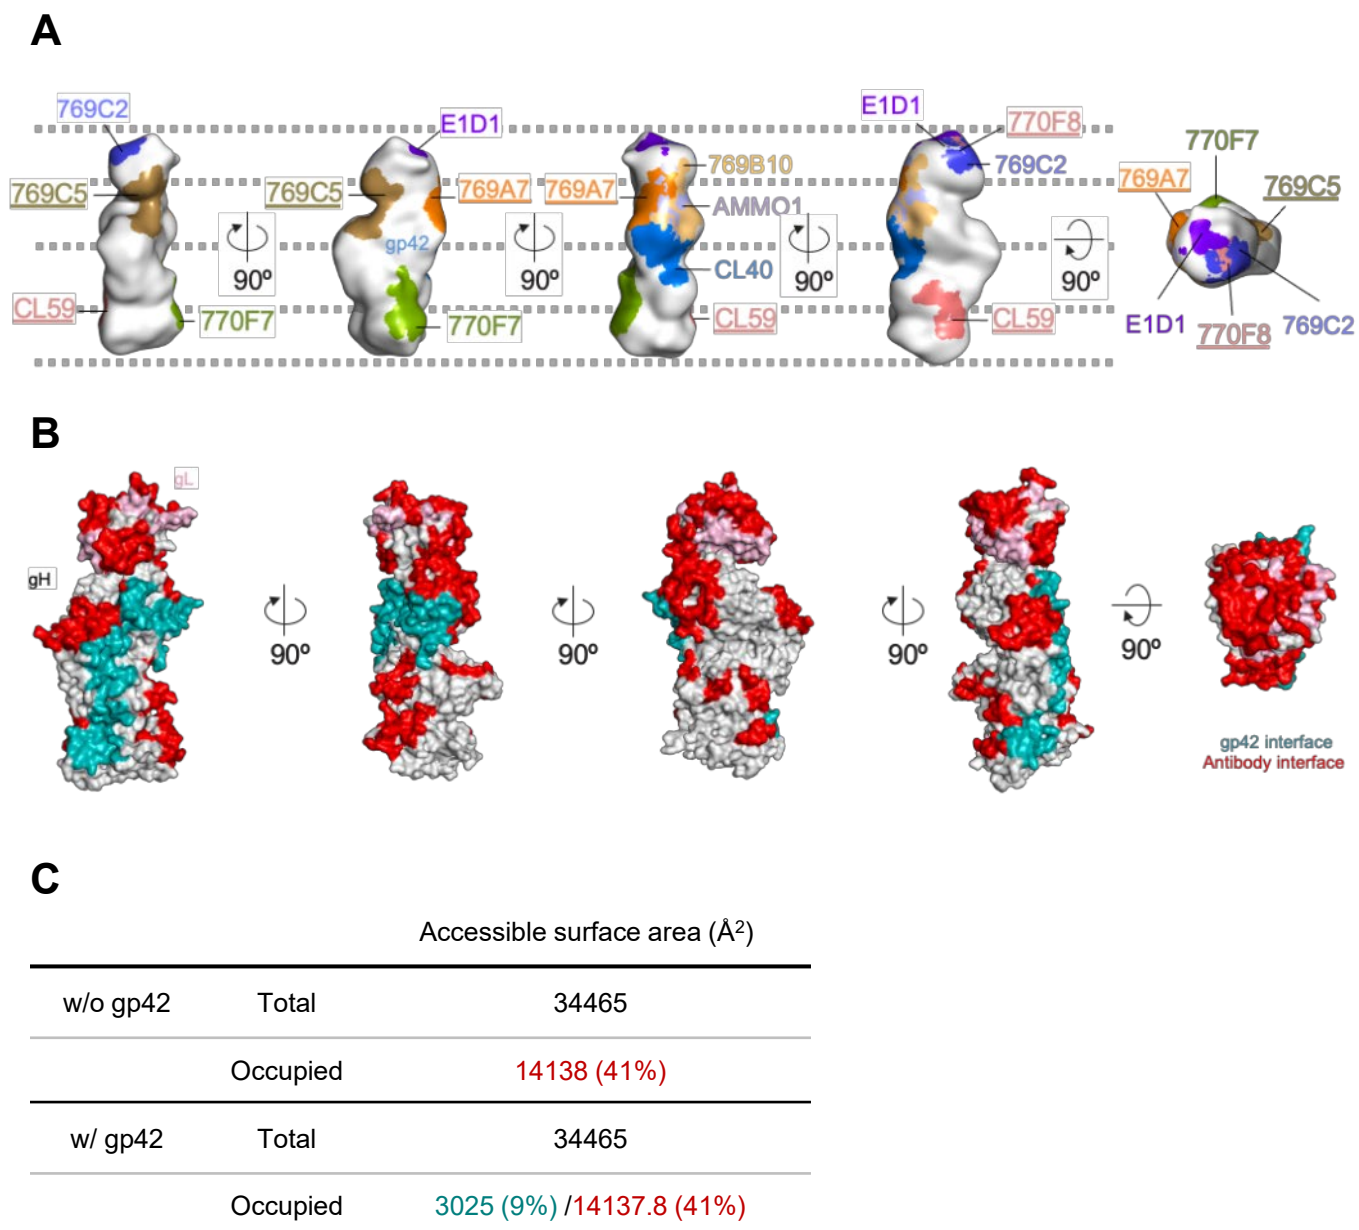 A
769C2
E1D1
E1D1
770F8
770F7
769C5
769C5
769A7
769A7
769B10
769C2
769A7
769C5
AMMO1
gp42
90º
90º
90º
90º
CL40
CL59
770F7
770F7
CL59
CL59
E1D1
770F8
769C2
B
gL
gH
90º
90º
90º
90º
gp42 interface
Antibody interface
C
Accessible surface area (Å²)
w/o gp42 Total 34465
Occupied 14138 (41%)
w/ gp42 Total 34465
Occupied 3025 (9%) /14137.8 (41%)